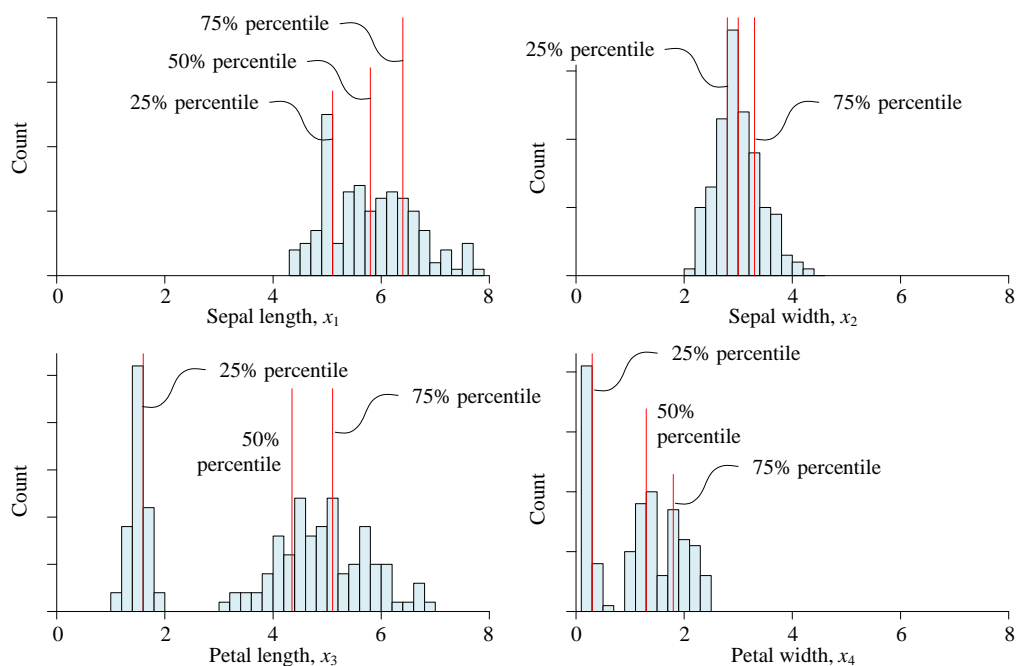 75% percentile
50% percentile
25% percentile
Count
0 2 4 6 8
Sepal length, x1
25% percentile
75% percentile
Count
0 2 4 6 8
Sepal width, x2
25% percentile
75% percentile
50%
percentile
Count
0 2 4 6 8
Petal length, x3
25% percentile
50%
percentile
75% percentile
Count
0 2 4 6 8
Petal width, x4